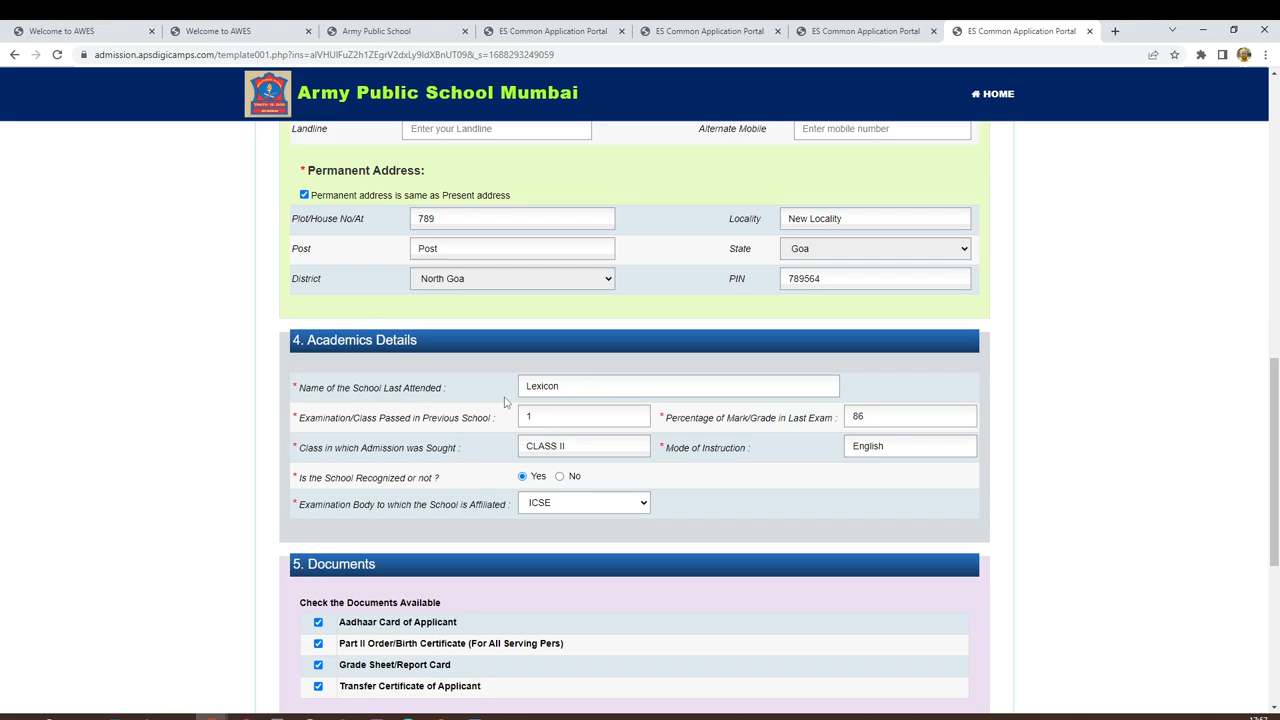 Welcome to AWES
Welcome to AWES
Army Public School
ES Common Application Portal
ES Common Application Portal
ES Common Application Portal
ES Common Application Portal
admission.apsdigicamps.com/template001.php?ins=alVHUlFuZ2h1ZEgrV2dxLy9ldXBnUT09&_s=1688293249059
Army Public School Mumbai
HOME
Landline Enter your Landline Alternate Mobile Enter mobile number
* Permanent Address:
Permanent address is same as Present address
Plot/House No/At 789 Locality New Locality
Post Post State Goa
District North Goa PIN 789564
4. Academics Details
* Name of the School Last Attended : Lexicon
* Examination/Class Passed in Previous School : 1 * Percentage of Mark/Grade in Last Exam : 86
* Class in which Admission was Sought : CLASS II * Mode of Instruction : English
* Is the School Recognized or not ? Yes No
* Examination Body to which the School is Affiliated : ICSE
5. Documents
Check the Documents Available
Aadhaar Card of Applicant
Part II Order/Birth Certificate (For All Serving Pers)
Grade Sheet/Report Card
Transfer Certificate of Applicant